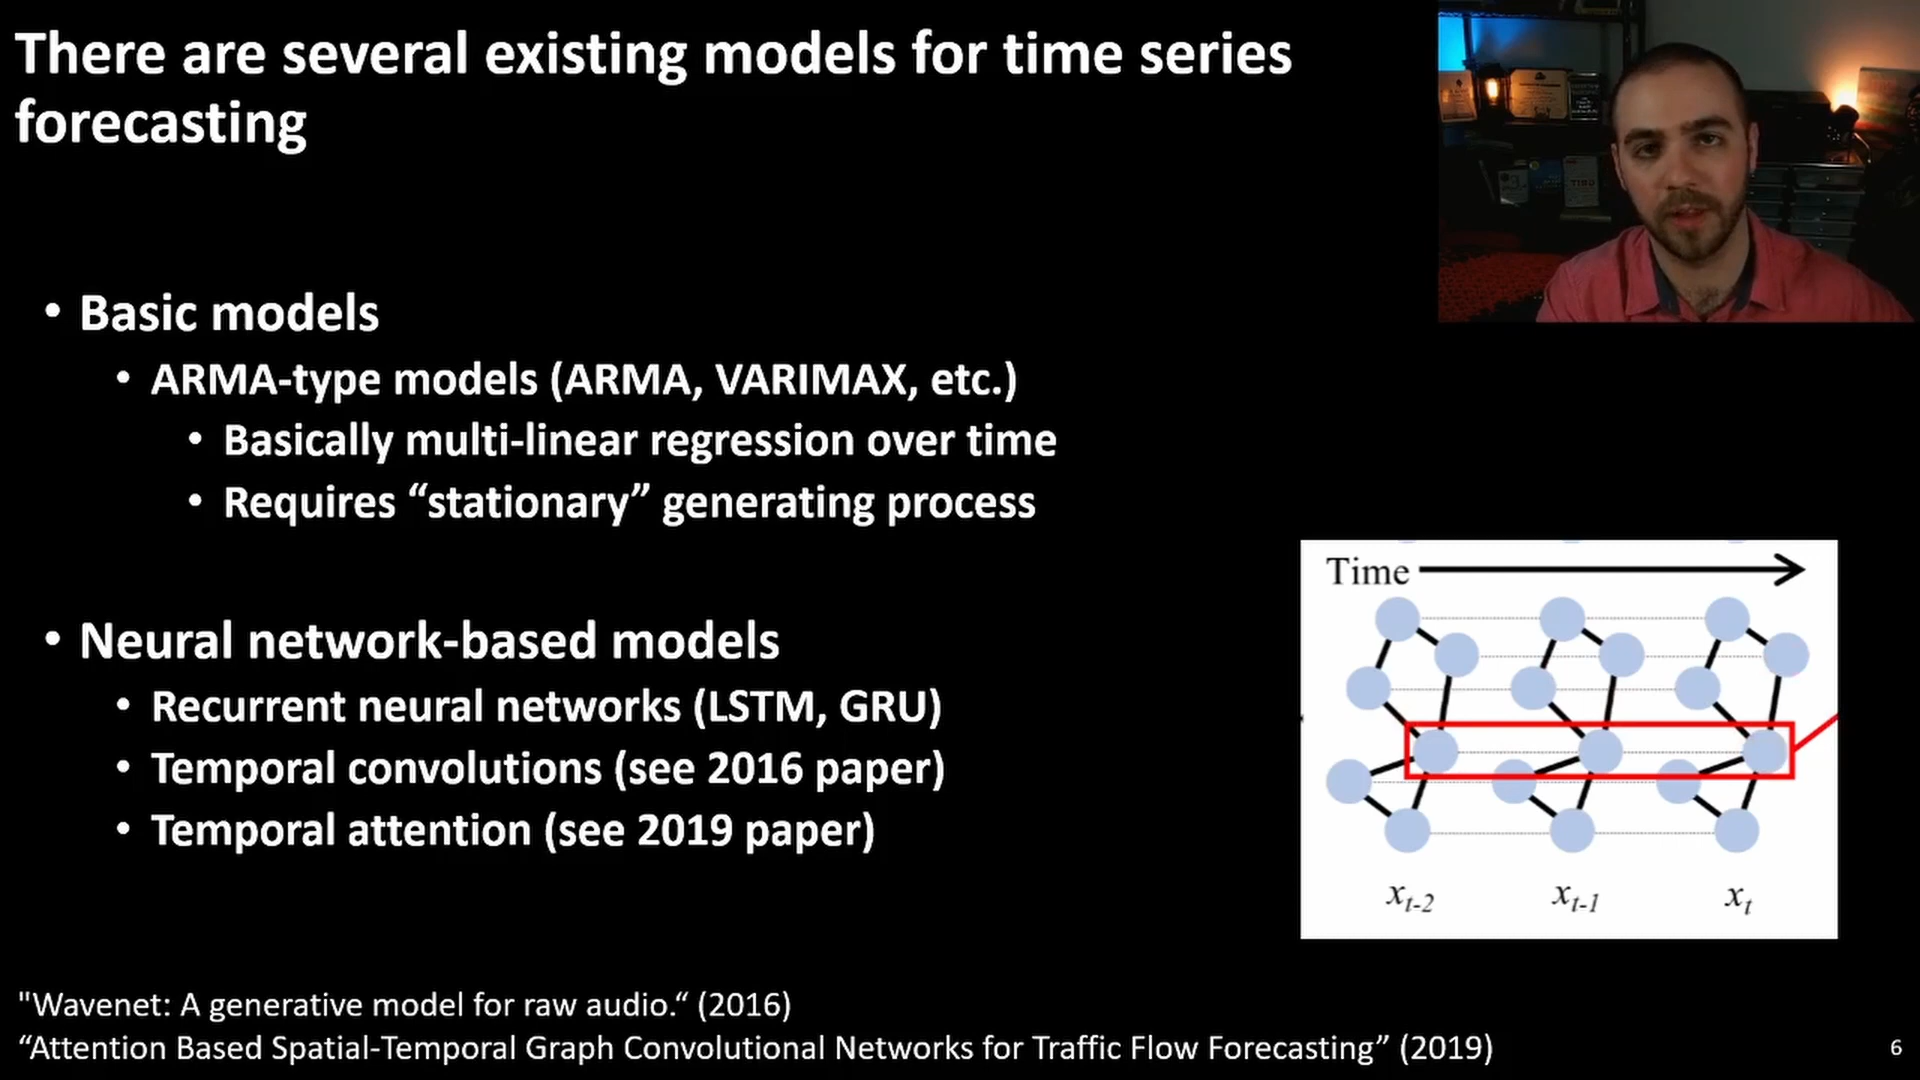 There are several existing models for time series
forecasting
• Basic models
• ARMA-type models (ARMA, VARIMAX, etc.)
• Basically multi-linear regression over time
• Requires “stationary” generating process
• Neural network-based models
• Recurrent neural networks (LSTM, GRU)
• Temporal convolutions (see 2016 paper)
• Temporal attention (see 2019 paper)
Time
x_{t-2} x_{t-1} x_t
"Wavenet: A generative model for raw audio.“ (2016)
“Attention Based Spatial-Temporal Graph Convolutional Networks for Traffic Flow Forecasting” (2019)
6